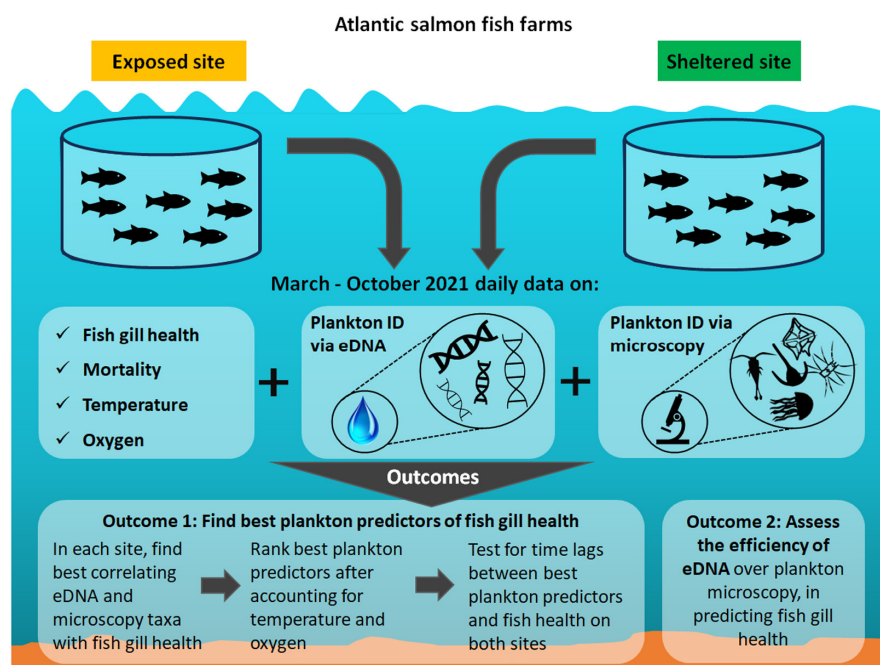 Atlantic salmon fish farms
Exposed site
Sheltered site
March - October 2021 daily data on:
✓ Fish gill health
✓ Mortality
✓ Temperature
✓ Oxygen
+
Plankton ID
via eDNA
+
Plankton ID via
microscopy
Outcomes
Outcome 1: Find best plankton predictors of fish gill health
In each site, find
best correlating
eDNA and
microscopy taxa
with fish gill health
Rank best plankton
predictors after
accounting for
temperature and
oxygen
Test for time lags
between best
plankton predictors
and fish health on
both sites
Outcome 2: Assess
the efficiency of
eDNA over plankton
microscopy, in
predicting fish gill
health